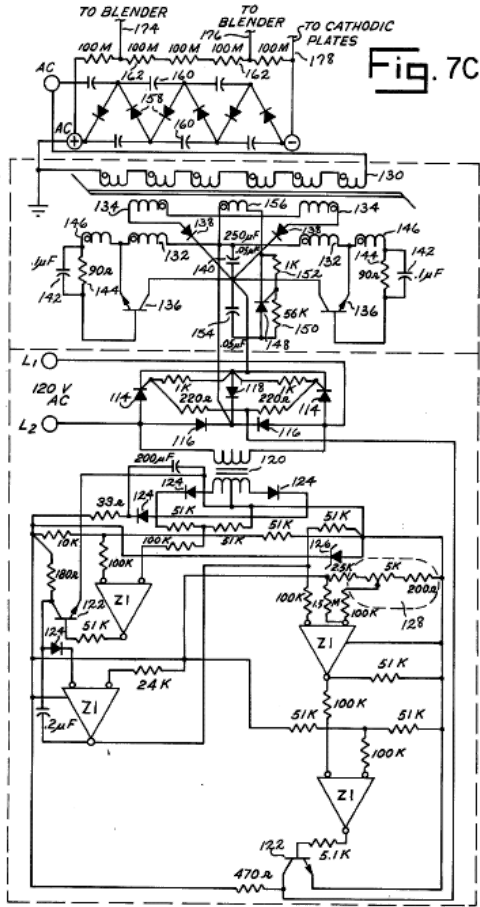 TO BLENDER
TO BLENDER
TO CATHODIC PLATES
174
176
178
Fig. 7C
100M 100M 100M 100M 100M
AC
162 160 162
158
AC
160
+
−
130
134 156 134
138 138
146 250µF 146
.05µF
132 140 1K 132
152
.1µF 90Ω 144 90Ω 142
142 144 136 136 .1µF
154 56K
150
.05µF 148
L1
120 V
AC
114 118 114
1K 1K
220Ω 220Ω
L2
116 116
200µF 120
124 124
33Ω 124
51K 51K
10K 100K 51K 51K
100K
126
180Ω 25K 5K
Z1 200Ω
122 100K 1.5M 100K 128
51K
124 Z1
51K
24K
Z1 100K
51K 51K
.2µF 100K
Z1
5.1K
122
470Ω